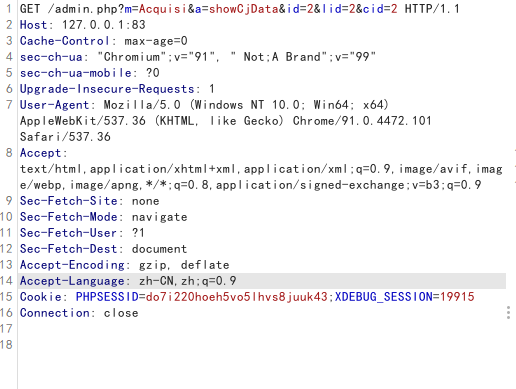 1 GET /admin.php?m=Acquisi&a=showCjData&id=2&lid=2&cid=2 HTTP/1.1
2 Host: 127.0.0.1:83
3 Cache-Control: max-age=0
4 sec-ch-ua: "Chromium";v="91", " Not;A Brand";v="99"
5 sec-ch-ua-mobile: ?0
6 Upgrade-Insecure-Requests: 1
7 User-Agent: Mozilla/5.0 (Windows NT 10.0; Win64; x64)
AppleWebKit/537.36 (KHTML, like Gecko) Chrome/91.0.4472.101
Safari/537.36
8 Accept:
text/html,application/xhtml+xml,application/xml;q=0.9,image/avif,imag
e/webp,image/apng,*/*;q=0.8,application/signed-exchange;v=b3;q=0.9
9 Sec-Fetch-Site: none
10 Sec-Fetch-Mode: navigate
11 Sec-Fetch-User: ?1
12 Sec-Fetch-Dest: document
13 Accept-Encoding: gzip, deflate
14 Accept-Language: zh-CN,zh;q=0.9
15 Cookie: PHPSESSID=do7i220hoeh5vo5lhvs8juuk43;XDEBUG_SESSION=19915
16 Connection: close
17
18